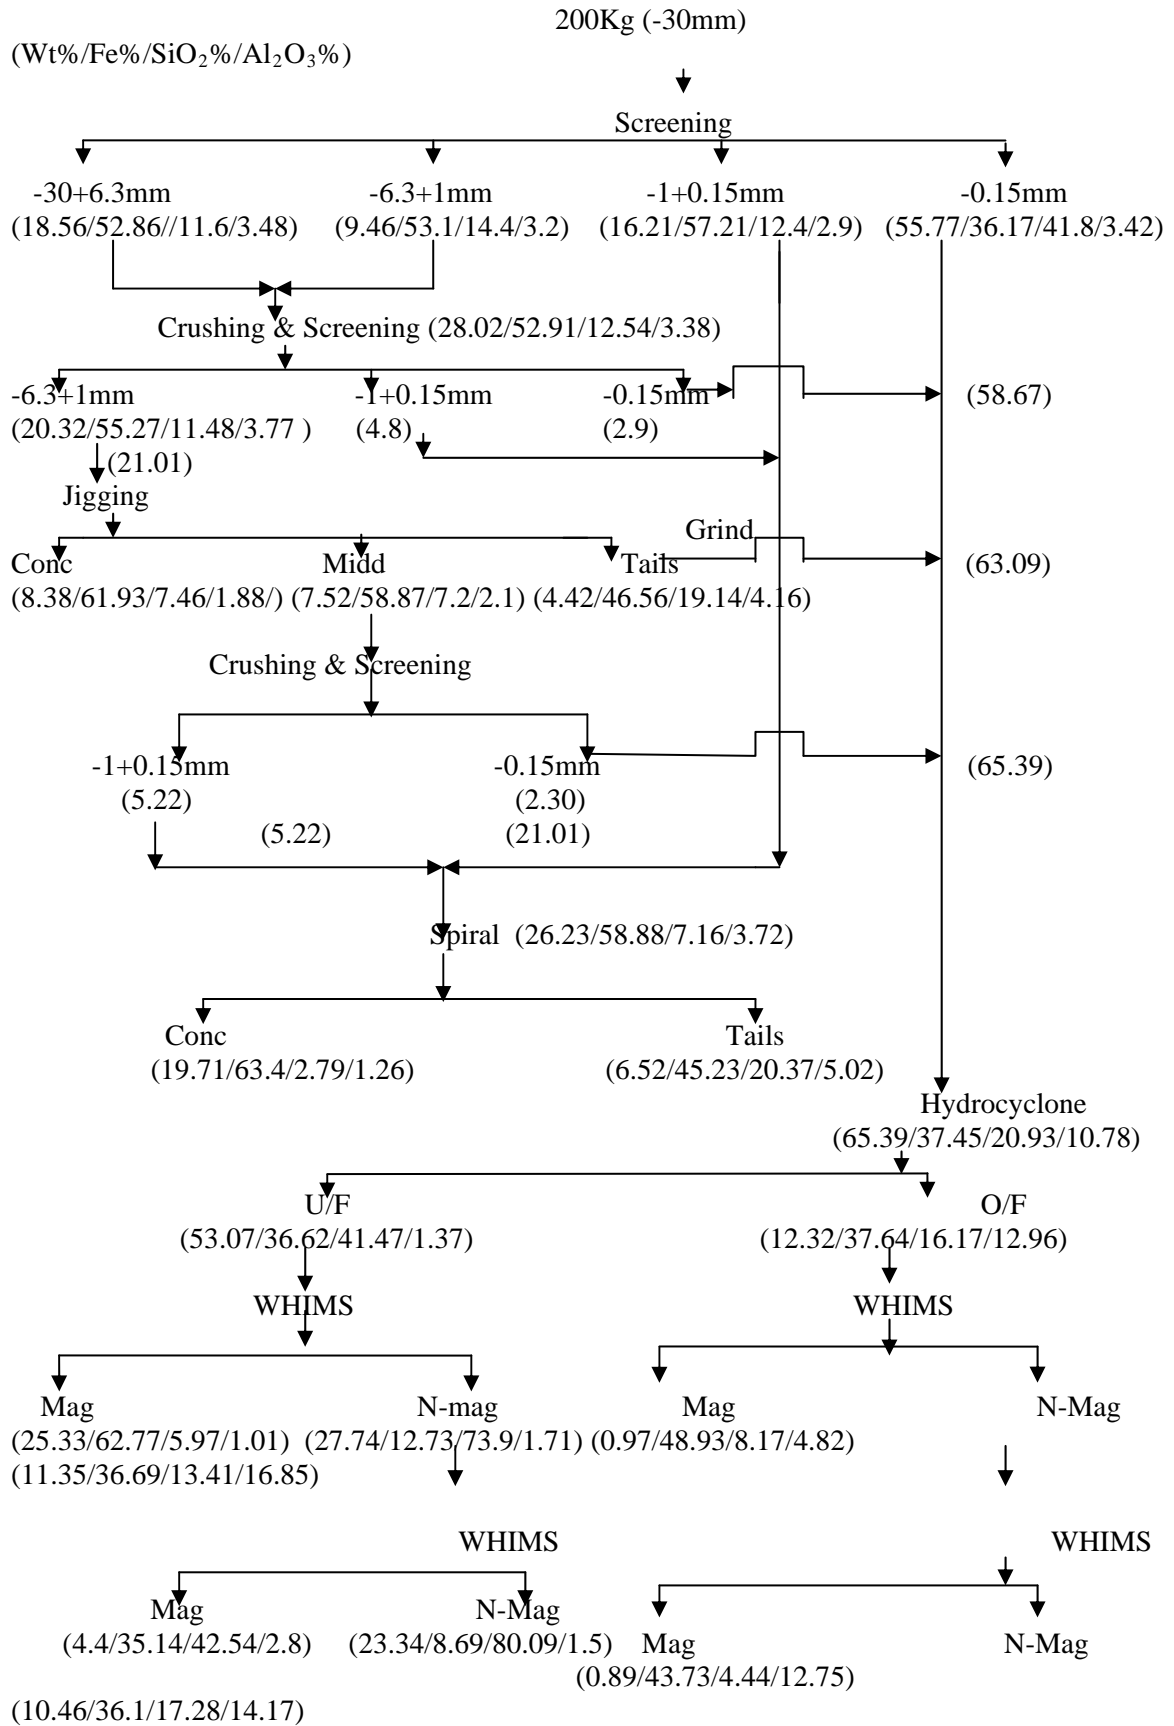 200Kg (-30mm)
(Wt%/Fe%/SiO₂%/Al₂O₃%)
Screening
-30+6.3mm -6.3+1mm -1+0.15mm -0.15mm
(18.56/52.86//11.6/3.48) (9.46/53.1/14.4/3.2) (16.21/57.21/12.4/2.9) (55.77/36.17/41.8/3.42)
Crushing & Screening (28.02/52.91/12.54/3.38)
-6.3+1mm -1+0.15mm -0.15mm (58.67)
(20.32/55.27/11.48/3.77 ) (4.8) (2.9)
(21.01)
Jigging
Grind
Conc Midd Tails (63.09)
(8.38/61.93/7.46/1.88/) (7.52/58.87/7.2/2.1) (4.42/46.56/19.14/4.16)
Crushing & Screening
-1+0.15mm -0.15mm (65.39)
(5.22) (2.30)
(5.22) (21.01)
Spiral (26.23/58.88/7.16/3.72)
Conc Tails
(19.71/63.4/2.79/1.26) (6.52/45.23/20.37/5.02)
Hydrocyclone
(65.39/37.45/20.93/10.78)
U/F O/F
(53.07/36.62/41.47/1.37) (12.32/37.64/16.17/12.96)
WHIMS WHIMS
Mag N-mag Mag N-Mag
(25.33/62.77/5.97/1.01) (27.74/12.73/73.9/1.71) (0.97/48.93/8.17/4.82)
(11.35/36.69/13.41/16.85)
WHIMS WHIMS
Mag N-Mag
(4.4/35.14/42.54/2.8) (23.34/8.69/80.09/1.5) Mag N-Mag
(0.89/43.73/4.44/12.75)
(10.46/36.1/17.28/14.17)